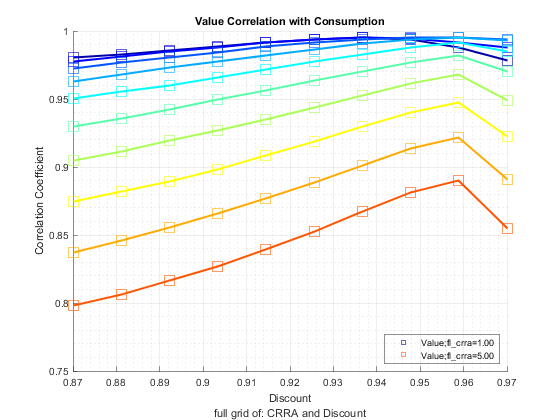 Value Correlation with Consumption
1
0.95
0.9
0.85
0.8
0.75
Correlation Coefficient
0.87 0.88 0.89 0.9 0.91 0.92 0.93 0.94 0.95 0.96 0.97
Discount
full grid of: CRRA and Discount
Value;fl_crra=1.00
Value;fl_crra=5.00